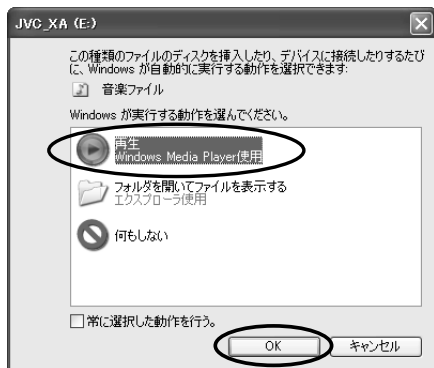 JVC_XA (E:)
この種類のファイルのディスクを挿入したり、デバイスに接続したりするたび
に、Windows が自動的に実行する動作を選択できます:
音楽ファイル
Windows が実行する動作を選んでください。
再生
Windows Media Player使用
フォルダを開いてファイルを表示する
エクスプローラ使用
何もしない
常に選択した動作を行う。
OK
キャンセル